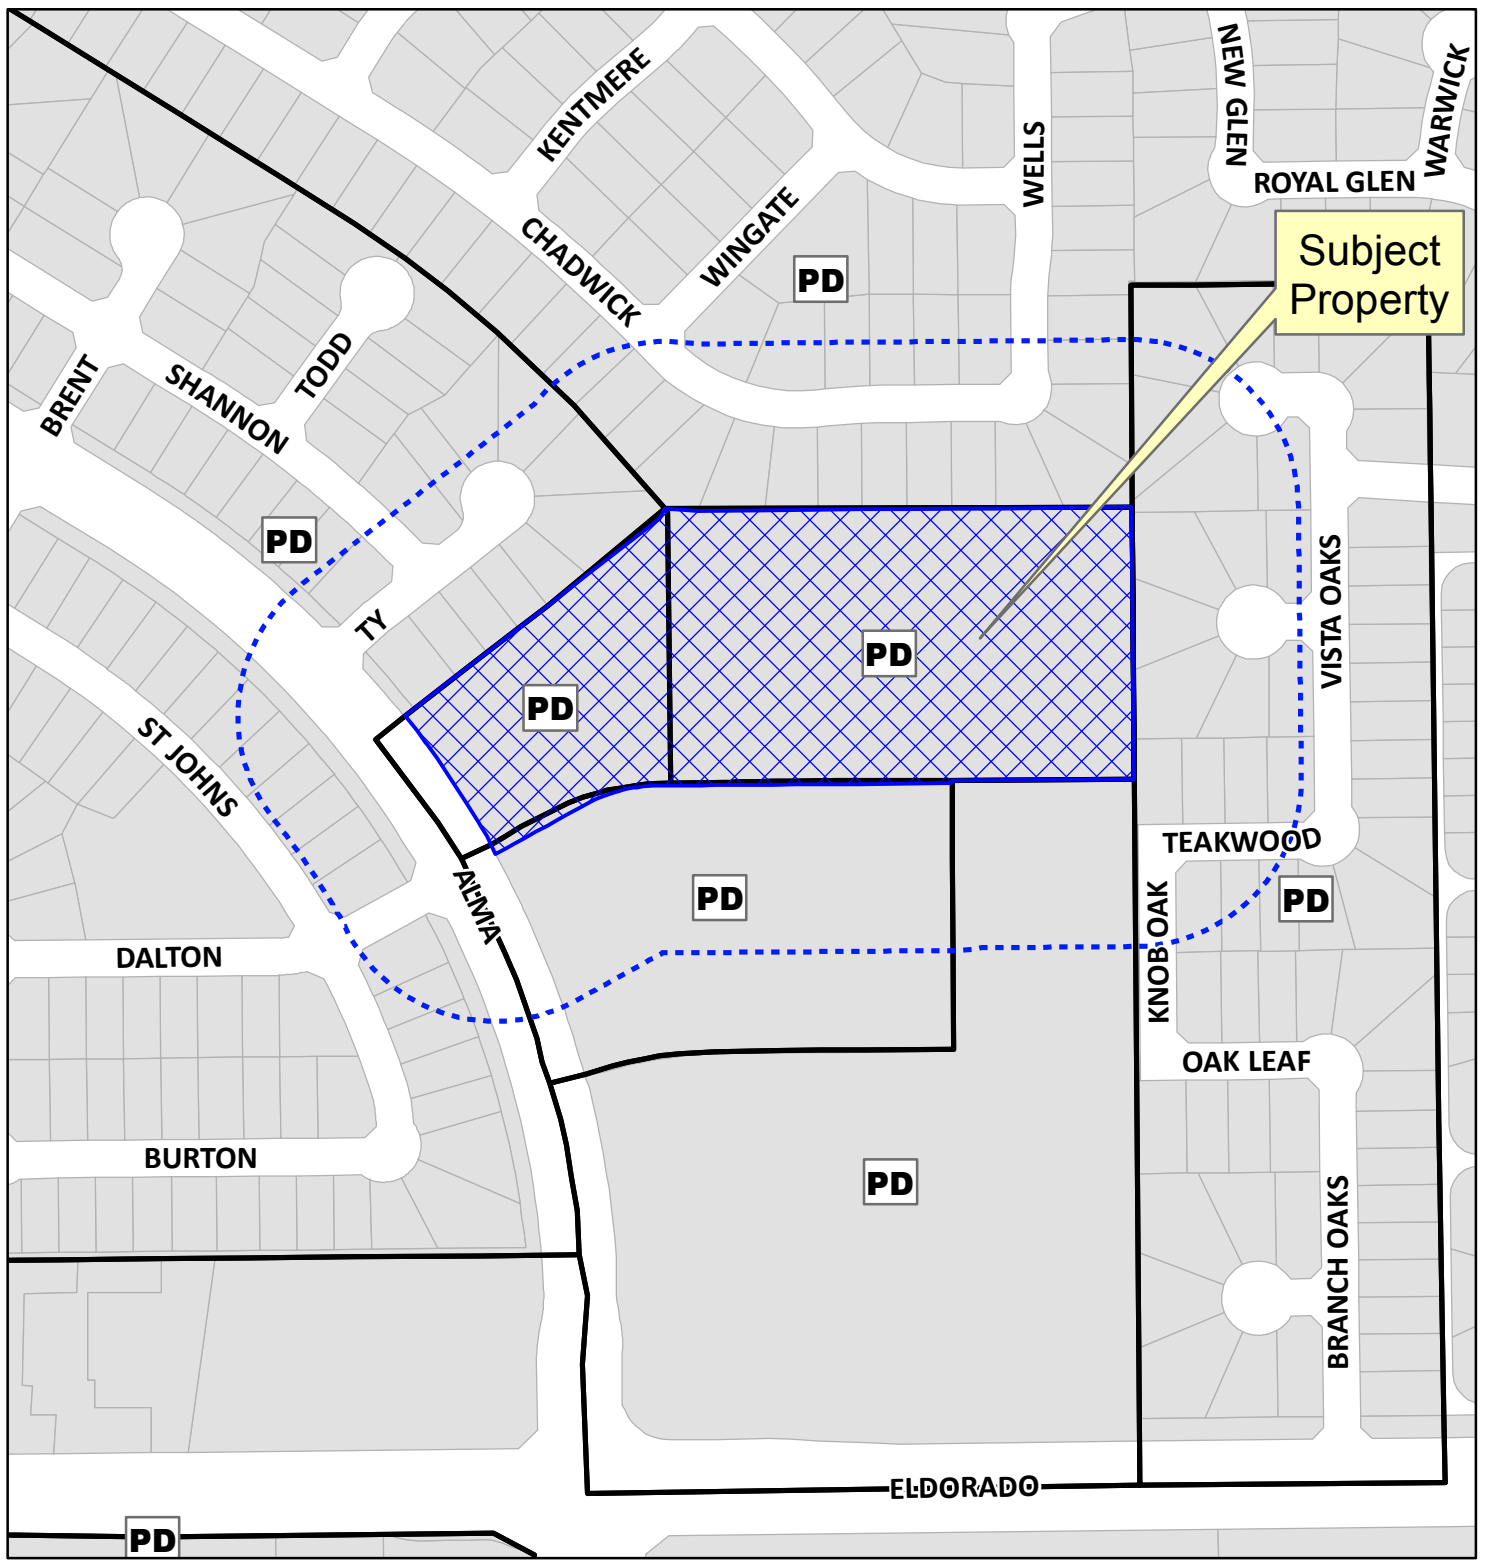 NEW GLEN
WARWICK
KENTMERE
WELLS
ROYAL GLEN
WINGATE
CHADWICK
PD
Subject
Property
BRENT
SHANNON
TODD
PD
TY
VISTA OAKS
PD
PD
ST JOHNS
TEAKWOOD
PD
PD
ALMA
KNOB OAK
DALTON
OAK LEAF
BURTON
PD
BRANCH OAKS
ELDORADO
PD